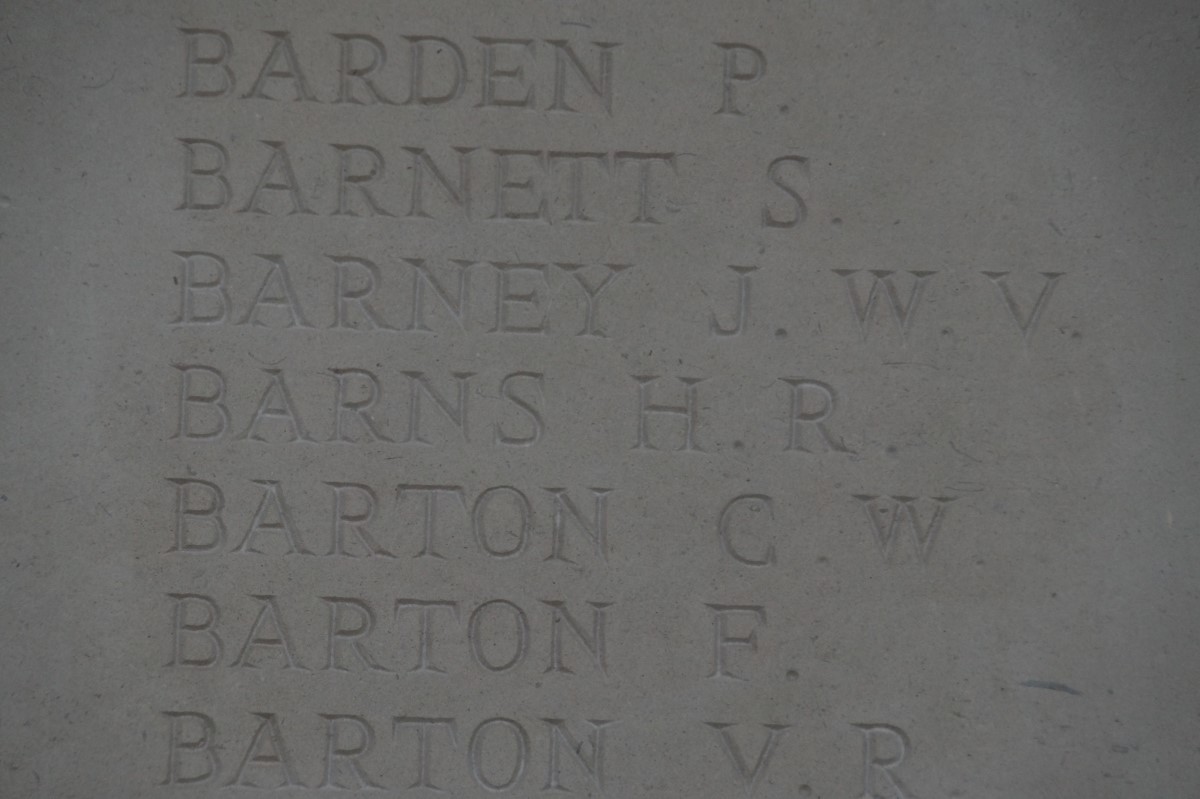 BARDEN P.
BARNETT S.
BARNEY J. W. V.
BARNS H. R.
BARTON C. W.
BARTON F.
BARTON V. R.